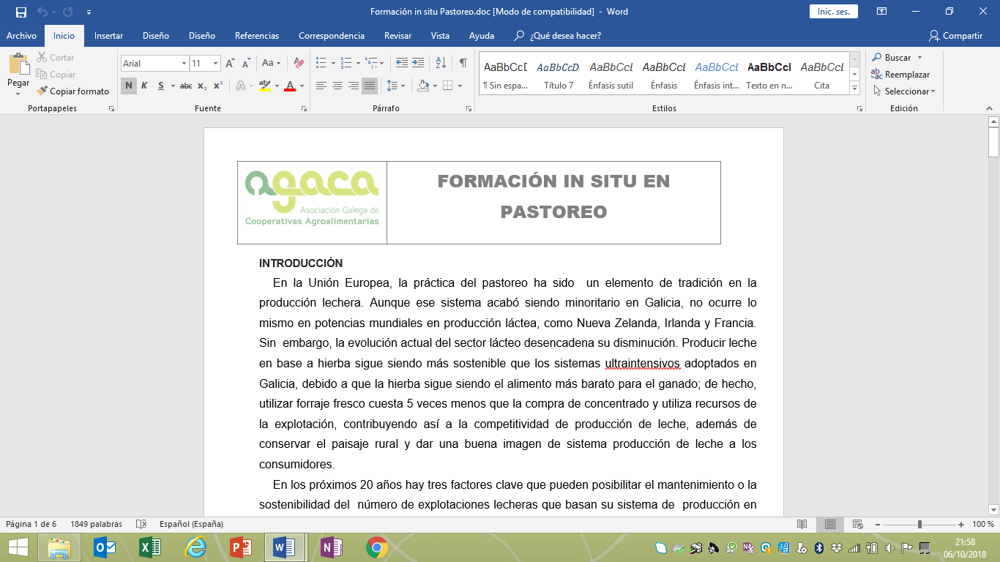 Formación in situ Pastoreo.doc [Modo de compatibilidad] - Word
Inic. ses.
Archivo Inicio Insertar Diseño Diseño Referencias Correspondencia Revisar Vista Ayuda ¿Qué desea hacer? Compartir
Pegar
Cortar
Copiar
Copiar formato
Portapapeles
Arial 11
Aa
N K S abc x₂ x²
Fuente
Párrafo
AaBbCcD AaBbCcD AaBbCcL AaBbCcL AaBbCcL AaBbCcl AaBbCcL
¶ Sin espa... Título 7 Énfasis sutil Énfasis Énfasis int... Texto en n... Cita
Estilos
Buscar
Reemplazar
Seleccionar
Edición
agaca
Asociación Galega de
Cooperativas Agroalimentarias
FORMACIÓN IN SITU EN
PASTOREO
INTRODUCCIÓN
En la Unión Europea, la práctica del pastoreo ha sido un elemento de tradición en la
producción lechera. Aunque ese sistema acabó siendo minoritario en Galicia, no ocurre lo
mismo en potencias mundiales en producción láctea, como Nueva Zelanda, Irlanda y Francia.
Sin embargo, la evolución actual del sector lácteo desencadena su disminución. Producir leche
en base a hierba sigue siendo más sostenible que los sistemas ultraintensivos adoptados en
Galicia, debido a que la hierba sigue siendo el alimento más barato para el ganado; de hecho,
utilizar forraje fresco cuesta 5 veces menos que la compra de concentrado y utiliza recursos de
la explotación, contribuyendo así a la competitividad de producción de leche, además de
conservar el paisaje rural y dar una buena imagen de sistema producción de leche a los
consumidores.
En los próximos 20 años hay tres factores clave que pueden posibilitar el mantenimiento o la
sostenibilidad del número de explotaciones lecheras que basan su sistema de producción en
Página 1 de 6 1849 palabras Español (España) 100 %
21:58
06/10/2018